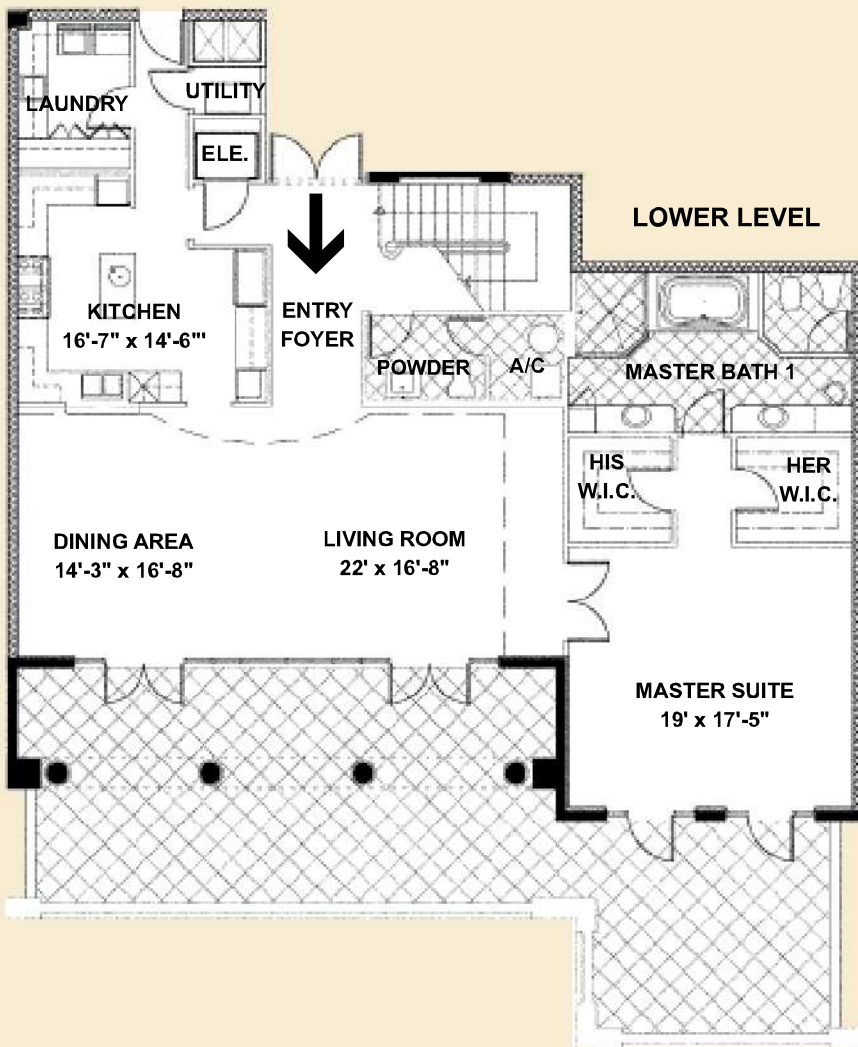 LAUNDRY
UTILITY
ELE.
LOWER LEVEL
KITCHEN
16'-7" x 14'-6"'
ENTRY
FOYER
POWDER
A/C
MASTER BATH 1
HIS
W.I.C.
HER
W.I.C.
DINING AREA
14'-3" x 16'-8"
LIVING ROOM
22' x 16'-8"
MASTER SUITE
19' x 17'-5"